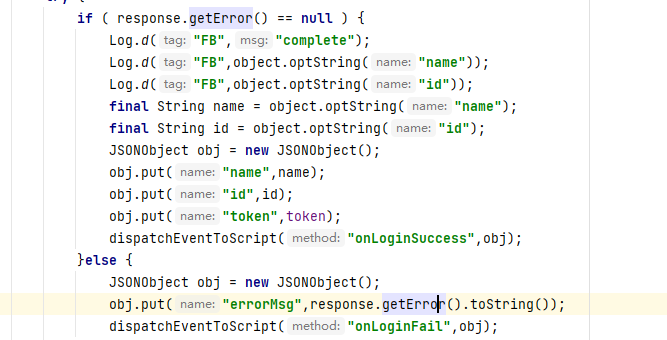 if ( response.getError() == null ) {
Log.d( tag: "FB", msg: "complete");
Log.d( tag: "FB",object.optString( name: "name"));
Log.d( tag: "FB",object.optString( name: "id"));
final String name = object.optString( name: "name");
final String id = object.optString( name: "id");
JSONObject obj = new JSONObject();
obj.put( name: "name",name);
obj.put( name: "id",id);
obj.put( name: "token",token);
dispatchEventToScript( method: "onLoginSuccess",obj);
}else {
JSONObject obj = new JSONObject();
obj.put( name: "errorMsg",response.getError().toString());
dispatchEventToScript( method: "onLoginFail",obj);